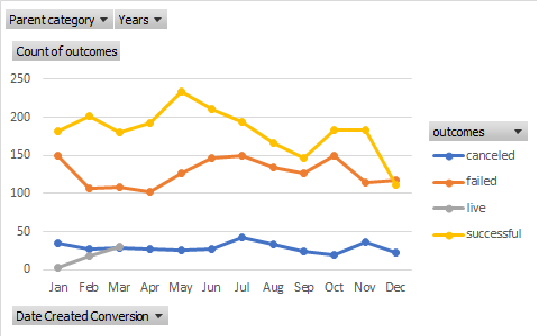 Parent category Years
Count of outcomes
250
200
150
100
50
0
Jan Feb Mar Apr May Jun Jul Aug Sep Oct Nov Dec
outcomes
canceled
failed
live
successful
Date Created Conversion